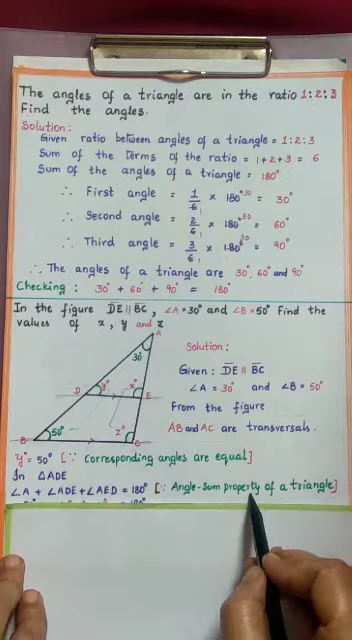 The angles of a triangle are in the ratio 1:2:3
Find the angles.
Solution:
Given ratio between angles of a triangle = 1:2:3
Sum of the terms of the ratio = 1+2+3 = 6
Sum of the angles of a triangle = 180°
∴ First angle = 1/6 × 180° 30 = 30°
∴ Second angle = 2/6 × 180° 30 = 60°
∴ Third angle = 3/6 × 180° 30 = 90°
∴ The angles of a triangle are 30°, 60° and 90°
Checking : 30° + 60° + 90° = 180°
In the figure DE || BC, ∠A = 30° and ∠B = 50° Find the
values of x, y and z
A
30°
D y° x° E
B 50° z° C
Solution:
Given: DE || BC
∠A = 30° and ∠B = 50°
From the figure
AB and AC are transversals.
y° = 50° [∵ Corresponding angles are equal]
In △ADE
∠A + ∠ADE + ∠AED = 180° [∵ Angle-Sum property of a triangle]